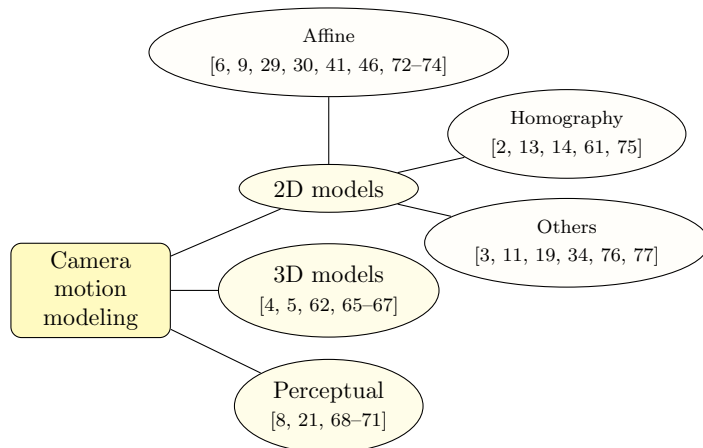 Affine
[6, 9, 29, 30, 41, 46, 72–74]
Homography
[2, 13, 14, 61, 75]
2D models
Others
[3, 11, 19, 34, 76, 77]
Camera
motion
modeling
3D models
[4, 5, 62, 65–67]
Perceptual
[8, 21, 68–71]